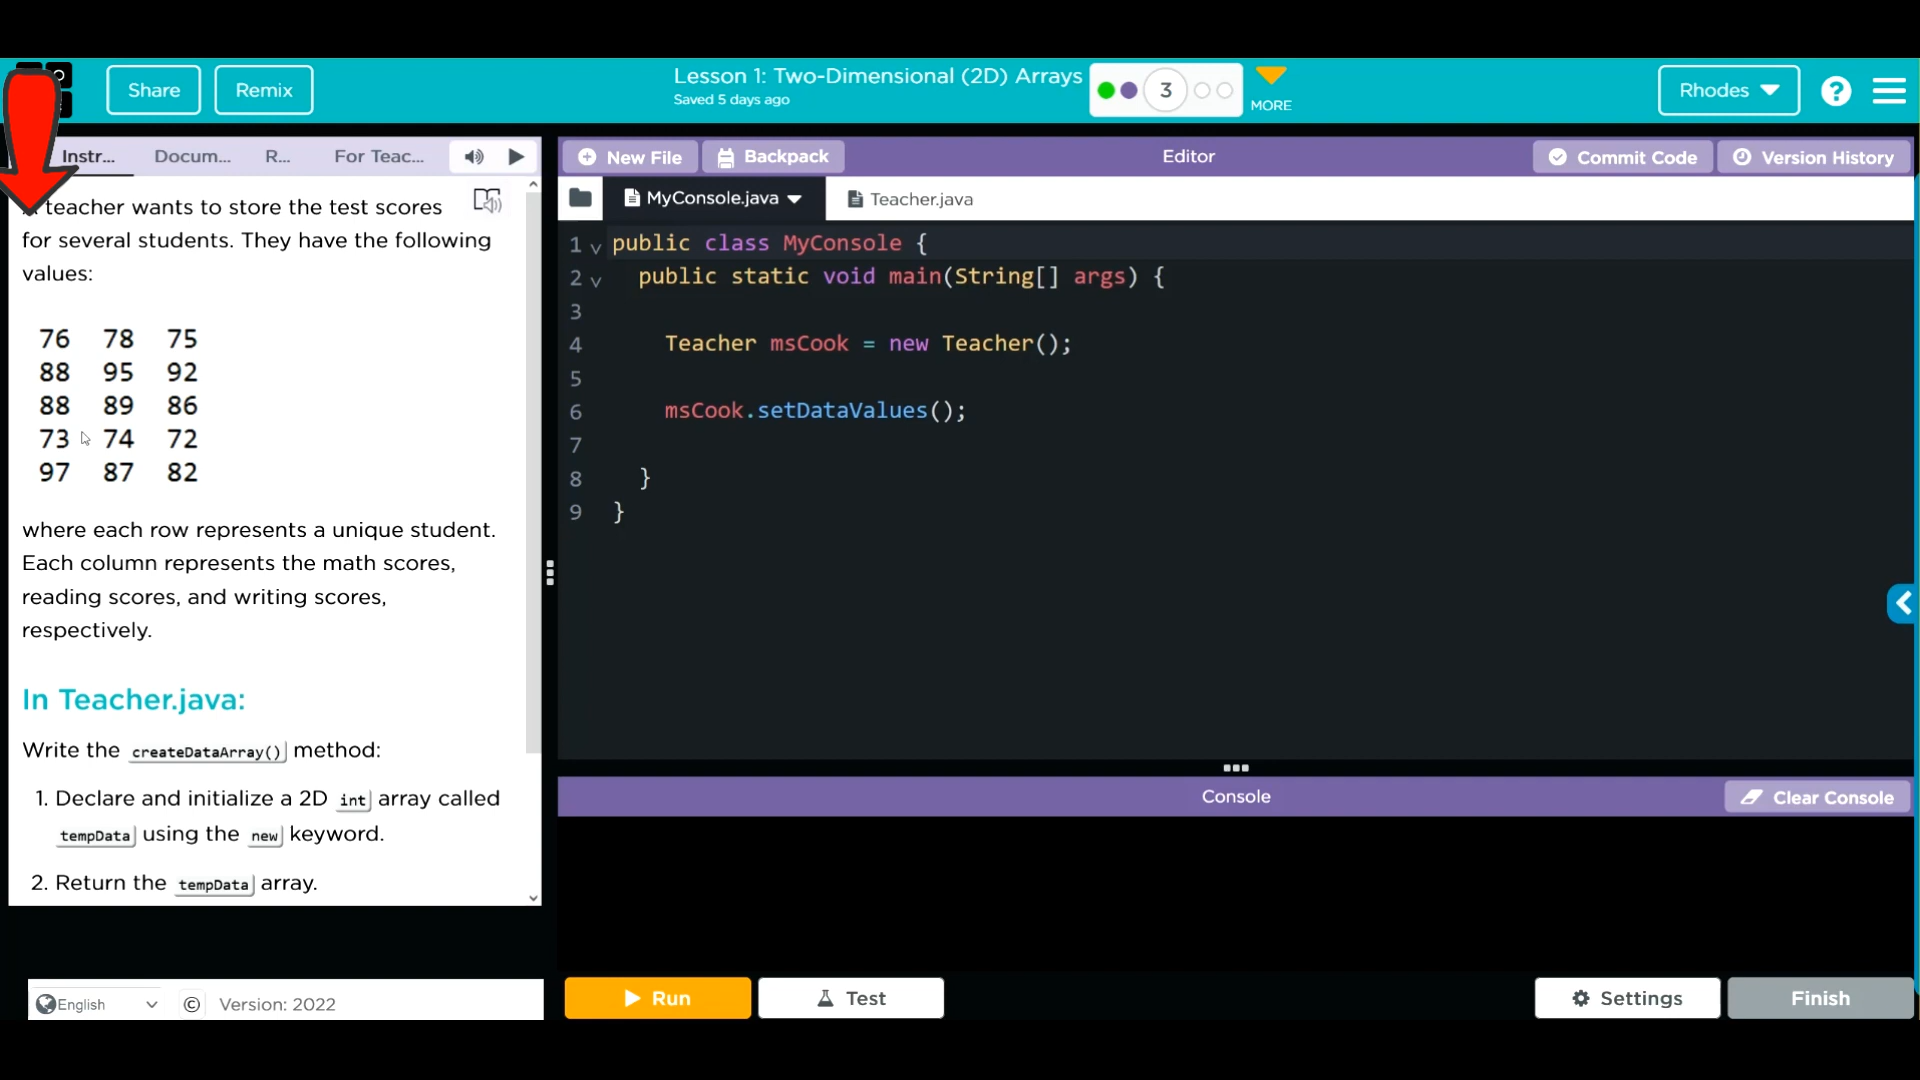 Share
Remix
Lesson 1: Two-Dimensional (2D) Arrays
Saved 5 days ago
3
MORE
Rhodes
?
Instr...
Docum...
R...
For Teac...
New File
Backpack
Editor
Commit Code
Version History
MyConsole.java
Teacher.java
teacher wants to store the test scores
for several students. They have the following
values:
76 78 75
88 95 92
88 89 86
73 74 72
97 87 82
where each row represents a unique student.
Each column represents the math scores,
reading scores, and writing scores,
respectively.
In Teacher.java:
Write the createDataArray() method:
1. Declare and initialize a 2D int array called
tempData using the new keyword.
2. Return the tempData array.
1 public class MyConsole {
2 public static void main(String[] args) {
3
4 Teacher msCook = new Teacher();
5
6 msCook.setDataValues();
7
8 }
9 }
Console
Clear Console
English
© Version: 2022
Run
Test
Settings
Finish